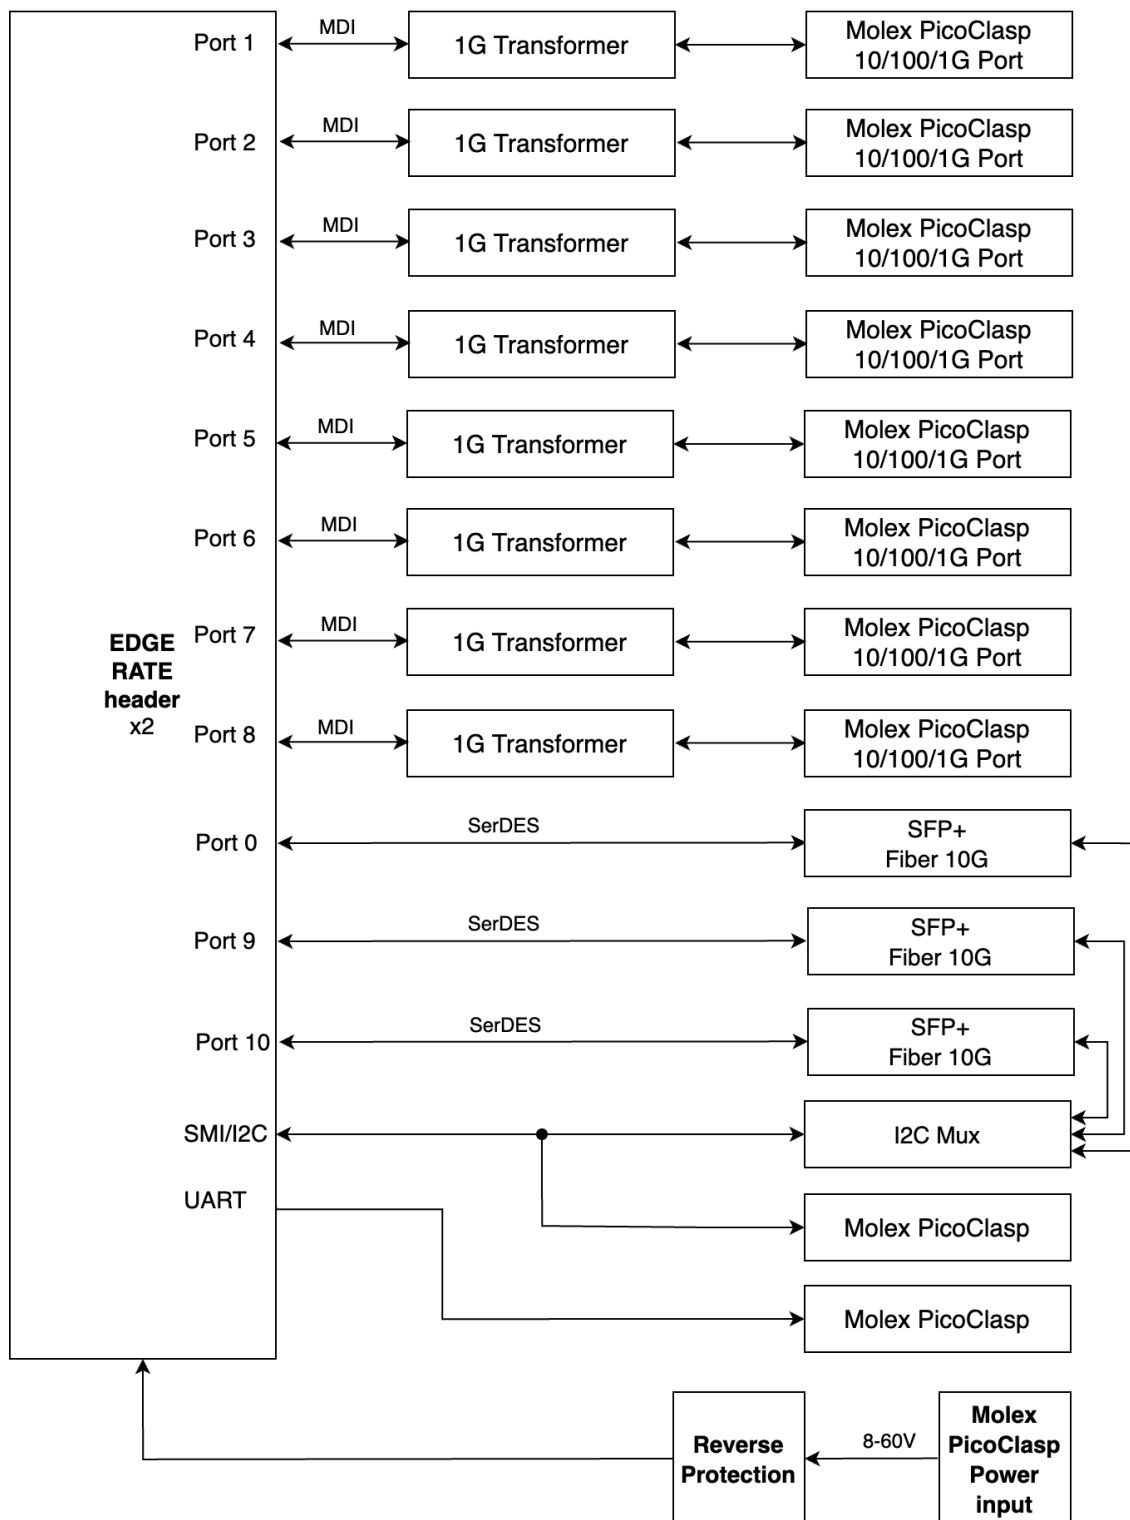 Port 1
MDI
1G Transformer
Molex PicoClasp
10/100/1G Port
Port 2
MDI
1G Transformer
Molex PicoClasp
10/100/1G Port
Port 3
MDI
1G Transformer
Molex PicoClasp
10/100/1G Port
Port 4
MDI
1G Transformer
Molex PicoClasp
10/100/1G Port
Port 5
MDI
1G Transformer
Molex PicoClasp
10/100/1G Port
Port 6
MDI
1G Transformer
Molex PicoClasp
10/100/1G Port
EDGE
RATE
header
x2
Port 7
MDI
1G Transformer
Molex PicoClasp
10/100/1G Port
Port 8
MDI
1G Transformer
Molex PicoClasp
10/100/1G Port
Port 0
SerDES
SFP+
Fiber 10G
Port 9
SerDES
SFP+
Fiber 10G
Port 10
SerDES
SFP+
Fiber 10G
SMI/I2C
I2C Mux
UART
Molex PicoClasp
Molex PicoClasp
Reverse
Protection
8-60V
Molex
PicoClasp
Power
input